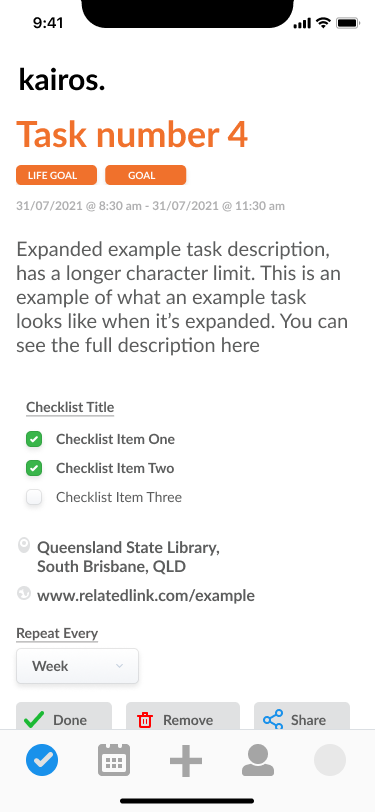 9:41
kairos.
Task number 4
LIFE GOAL GOAL
31/07/2021 @ 8:30 am - 31/07/2021 @ 11:30 am
Expanded example task description,
has a longer character limit. This is an
example of what an example task
looks like when it’s expanded. You can
see the full description here
Checklist Title
Checklist Item One
Checklist Item Two
Checklist Item Three
Queensland State Library,
South Brisbane, QLD
www.relatedlink.com/example
Repeat Every
Week
Done Remove Share